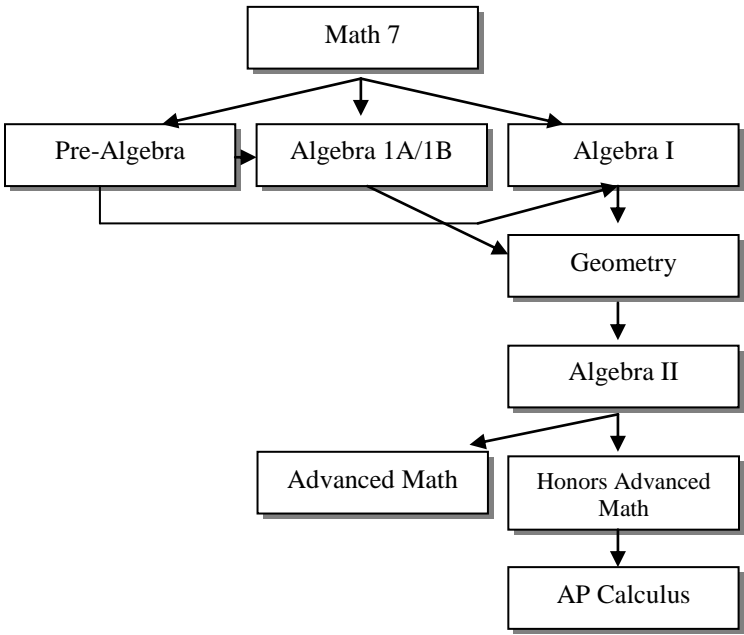 Math 7
Pre-Algebra
Algebra 1A/1B
Algebra I
Geometry
Algebra II
Advanced Math
Honors Advanced
Math
AP Calculus